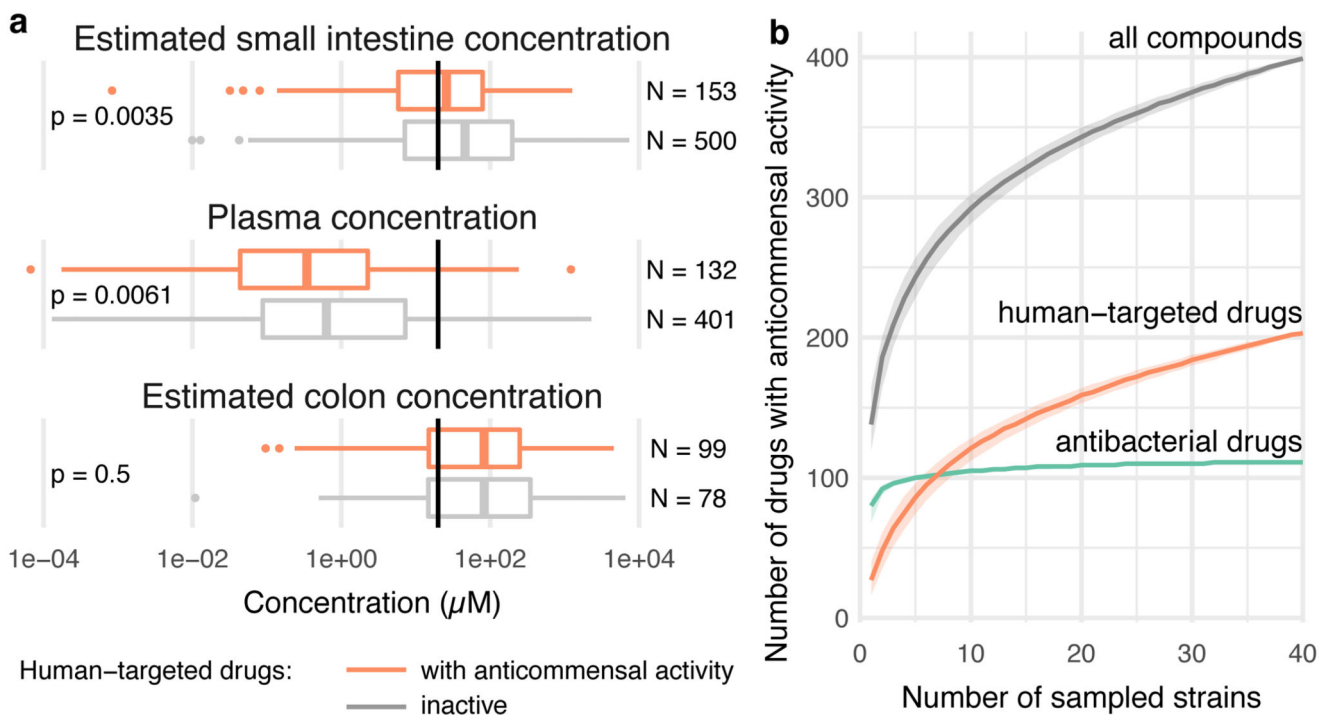 a
Estimated small intestine concentration
p = 0.0035
N = 153
N = 500
Plasma concentration
p = 0.0061
N = 132
N = 401
Estimated colon concentration
p = 0.5
N = 99
N = 78
1e−04 1e−02 1e+00 1e+02 1e+04
Concentration (µM)
Human−targeted drugs:
with anticommensal activity
inactive
b
Number of drugs with anticommensal activity
400
300
200
100
0
all compounds
human−targeted drugs
antibacterial drugs
0 10 20 30 40
Number of sampled strains